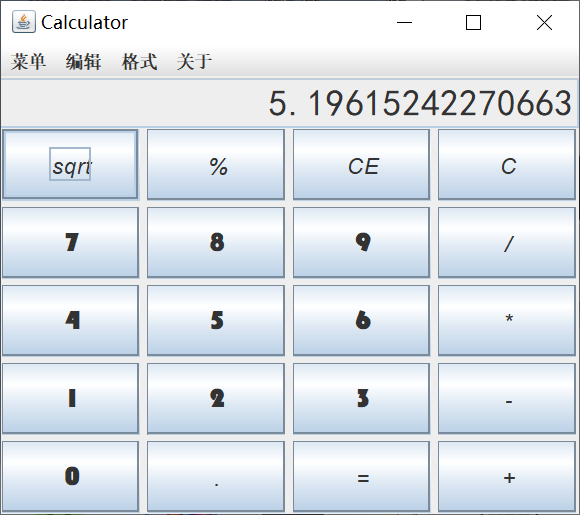 Calculator
菜单 编辑 格式 关于
5.19615242270663
sqrt % CE C
7 8 9 /
4 5 6 *
1 2 3 -
0 . = +